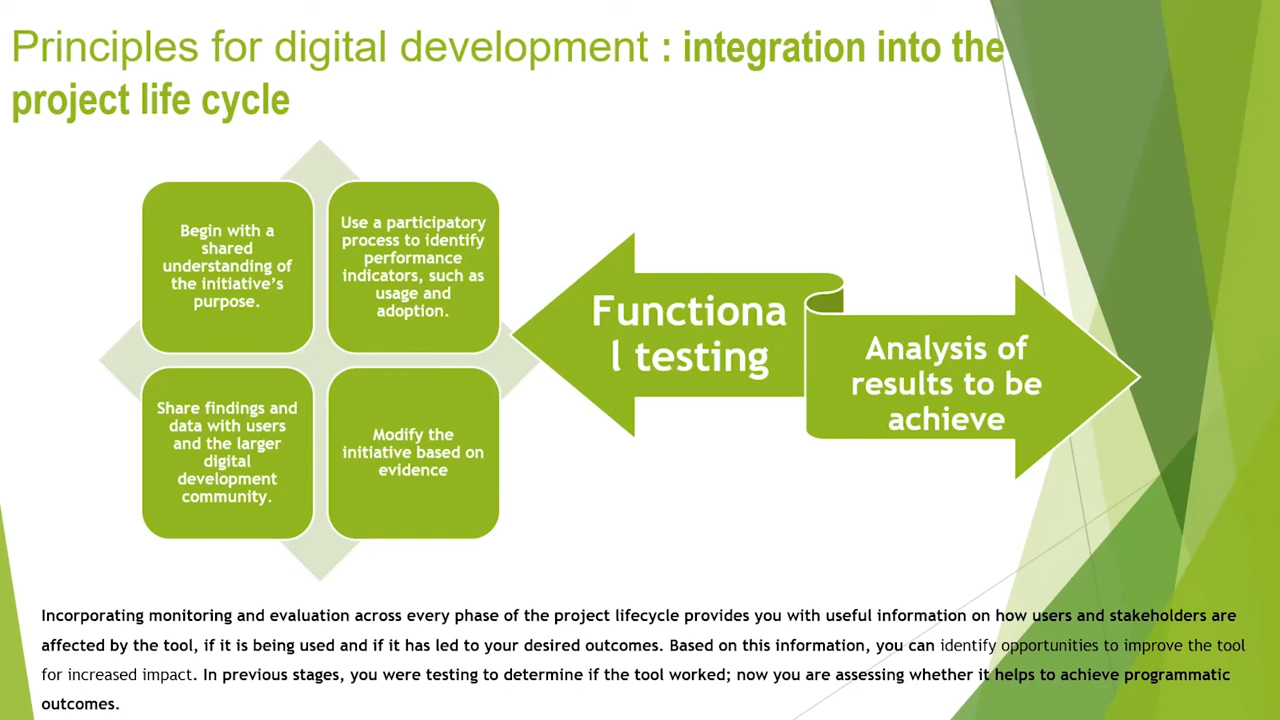 Principles for digital development : integration into the
project life cycle
Begin with a
shared
understanding of
the initiative’s
purpose.
Use a participatory
process to identify
performance
indicators, such as
usage and
adoption.
Share findings and
data with users
and the larger
digital
development
community.
Modify the
initiative based on
evidence
Functiona
l testing
Analysis of
results to be
achieve
Incorporating monitoring and evaluation across every phase of the project lifecycle provides you with useful information on how users and stakeholders are
affected by the tool, if it is being used and if it has led to your desired outcomes. Based on this information, you can identify opportunities to improve the tool
for increased impact. In previous stages, you were testing to determine if the tool worked; now you are assessing whether it helps to achieve programmatic
outcomes.